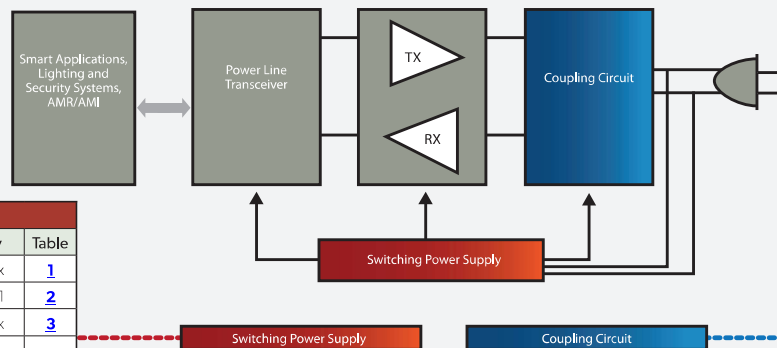 Smart Applications,
Lighting and
Security Systems,
AMR/AMI
Power Line
Transceiver
TX
RX
Coupling Circuit
Switching Power Supply
Table
x 1
1 2
x 3
Switching Power Supply
Coupling Circuit